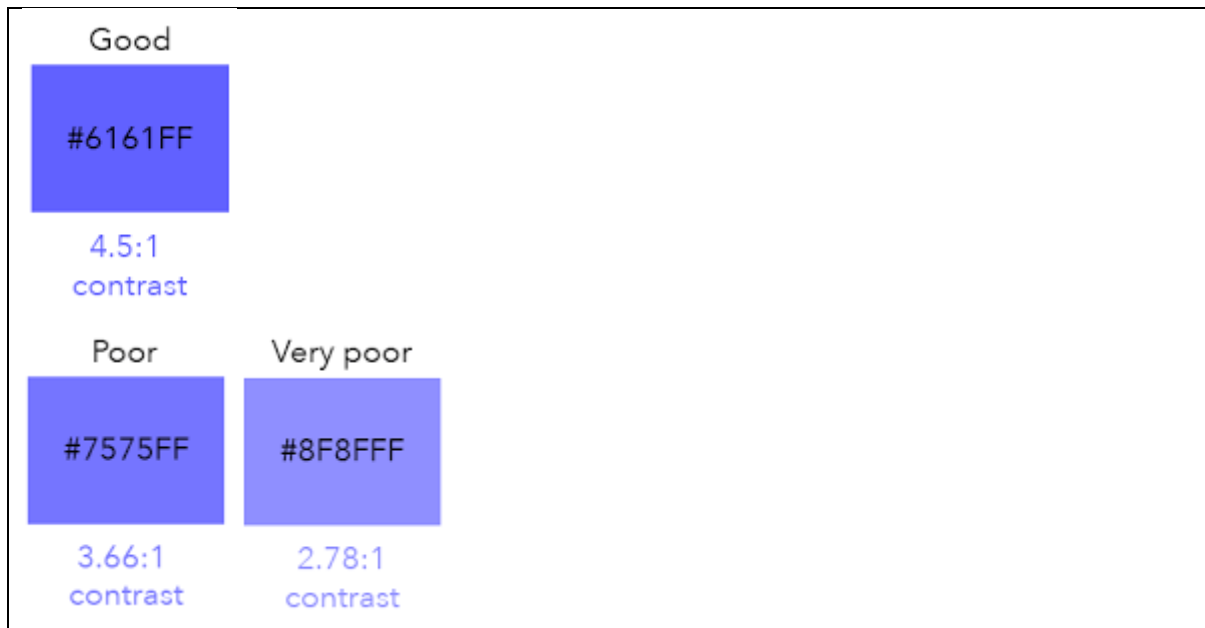 Good
#6161FF
4.5:1
contrast
Poor
#7575FF
3.66:1
contrast
Very poor
#8F8FFF
2.78:1
contrast